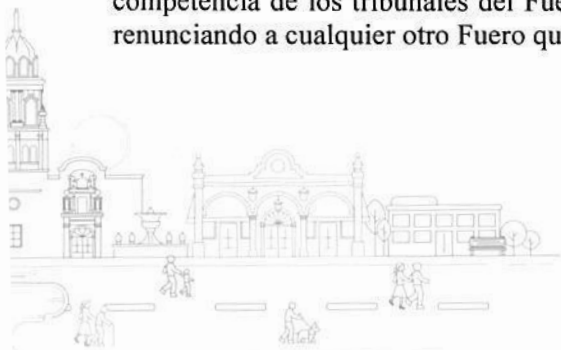 competencia de los tribunales del Fue
renunciando a cualquier otro Fuero qu